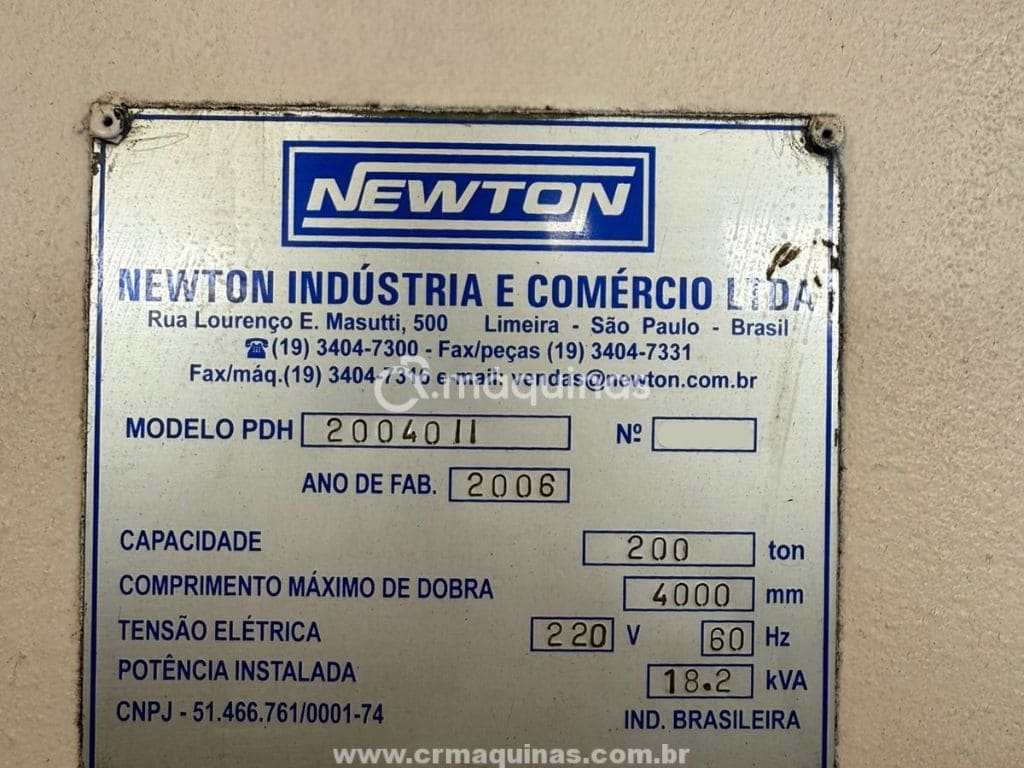 NEWTON
NEWTON INDÚSTRIA E COMÉRCIO LTDA
Rua Lourenço E. Masutti, 500 Limeira - São Paulo - Brasil
☎(19) 3404-7300 - Fax/peças (19) 3404-7331
Fax/máq.(19) 3404-7316 e-mail: vendas@newton.com.br
CR.máquinas
MODELO PDH 20040II Nº
ANO DE FAB. 2006
CAPACIDADE 200 ton
COMPRIMENTO MÁXIMO DE DOBRA 4000 mm
TENSÃO ELÉTRICA 220 V 60 Hz
POTÊNCIA INSTALADA 18.2 kVA
CNPJ - 51.466.761/0001-74 IND. BRASILEIRA
www.crmaquinas.com.br